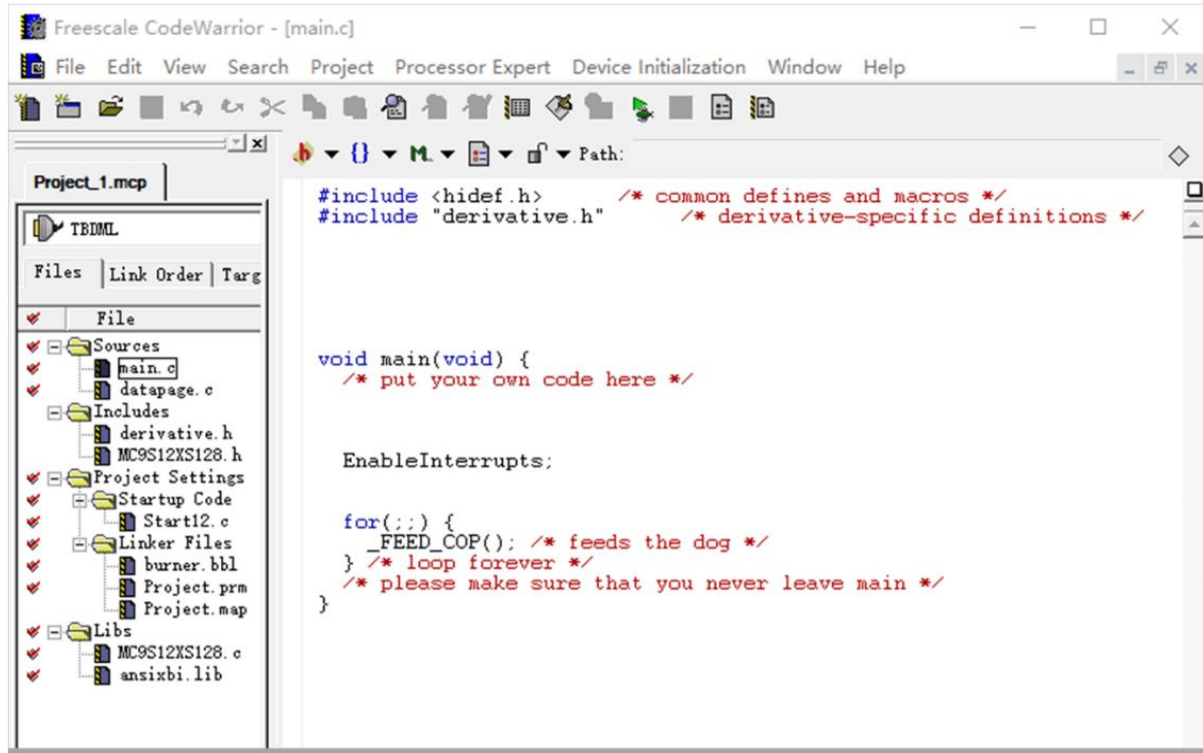 Freescale CodeWarrior - [main.c]
File Edit View Search Project Processor Expert Device Initialization Window Help
Path:
Project_1.mcp
TBDML
Files Link Order Targ
File
Sources
main.c
datapage.c
Includes
derivative.h
MC9S12XS128.h
Project Settings
Startup Code
Start12.c
Linker Files
burner.bbl
Project.prm
Project.map
Libs
MC9S12XS128.c
ansixbi.lib
#include <hidef.h> /* common defines and macros */
#include "derivative.h" /* derivative-specific definitions */
void main(void) {
/* put your own code here */
EnableInterrupts;
for(;;) {
_FEED_COP(); /* feeds the dog */
} /* loop forever */
/* please make sure that you never leave main */
}